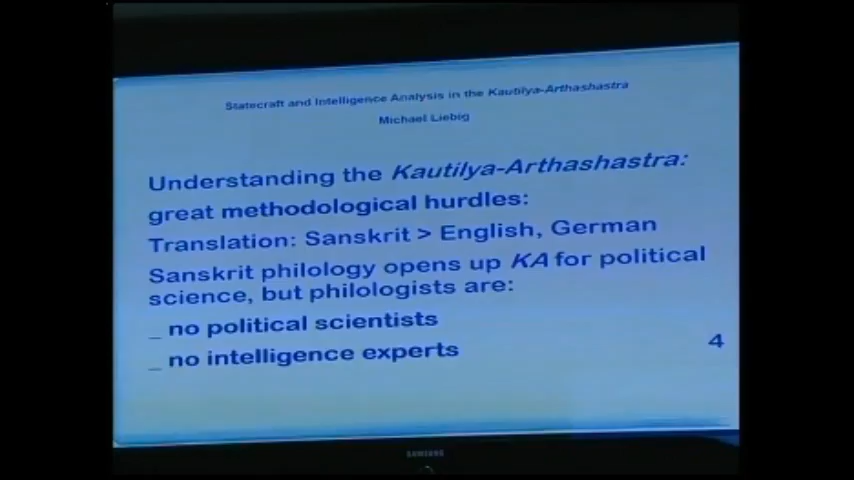 Statecraft and Intelligence Analysis in the Kautilya-Arthashastra
Michael Liebig
Understanding the Kautilya-Arthashastra:
great methodological hurdles:
Translation: Sanskrit > English, German
Sanskrit philology opens up KA for political
science, but philologists are:
_ no political scientists
_ no intelligence experts
4
SAMSUNG